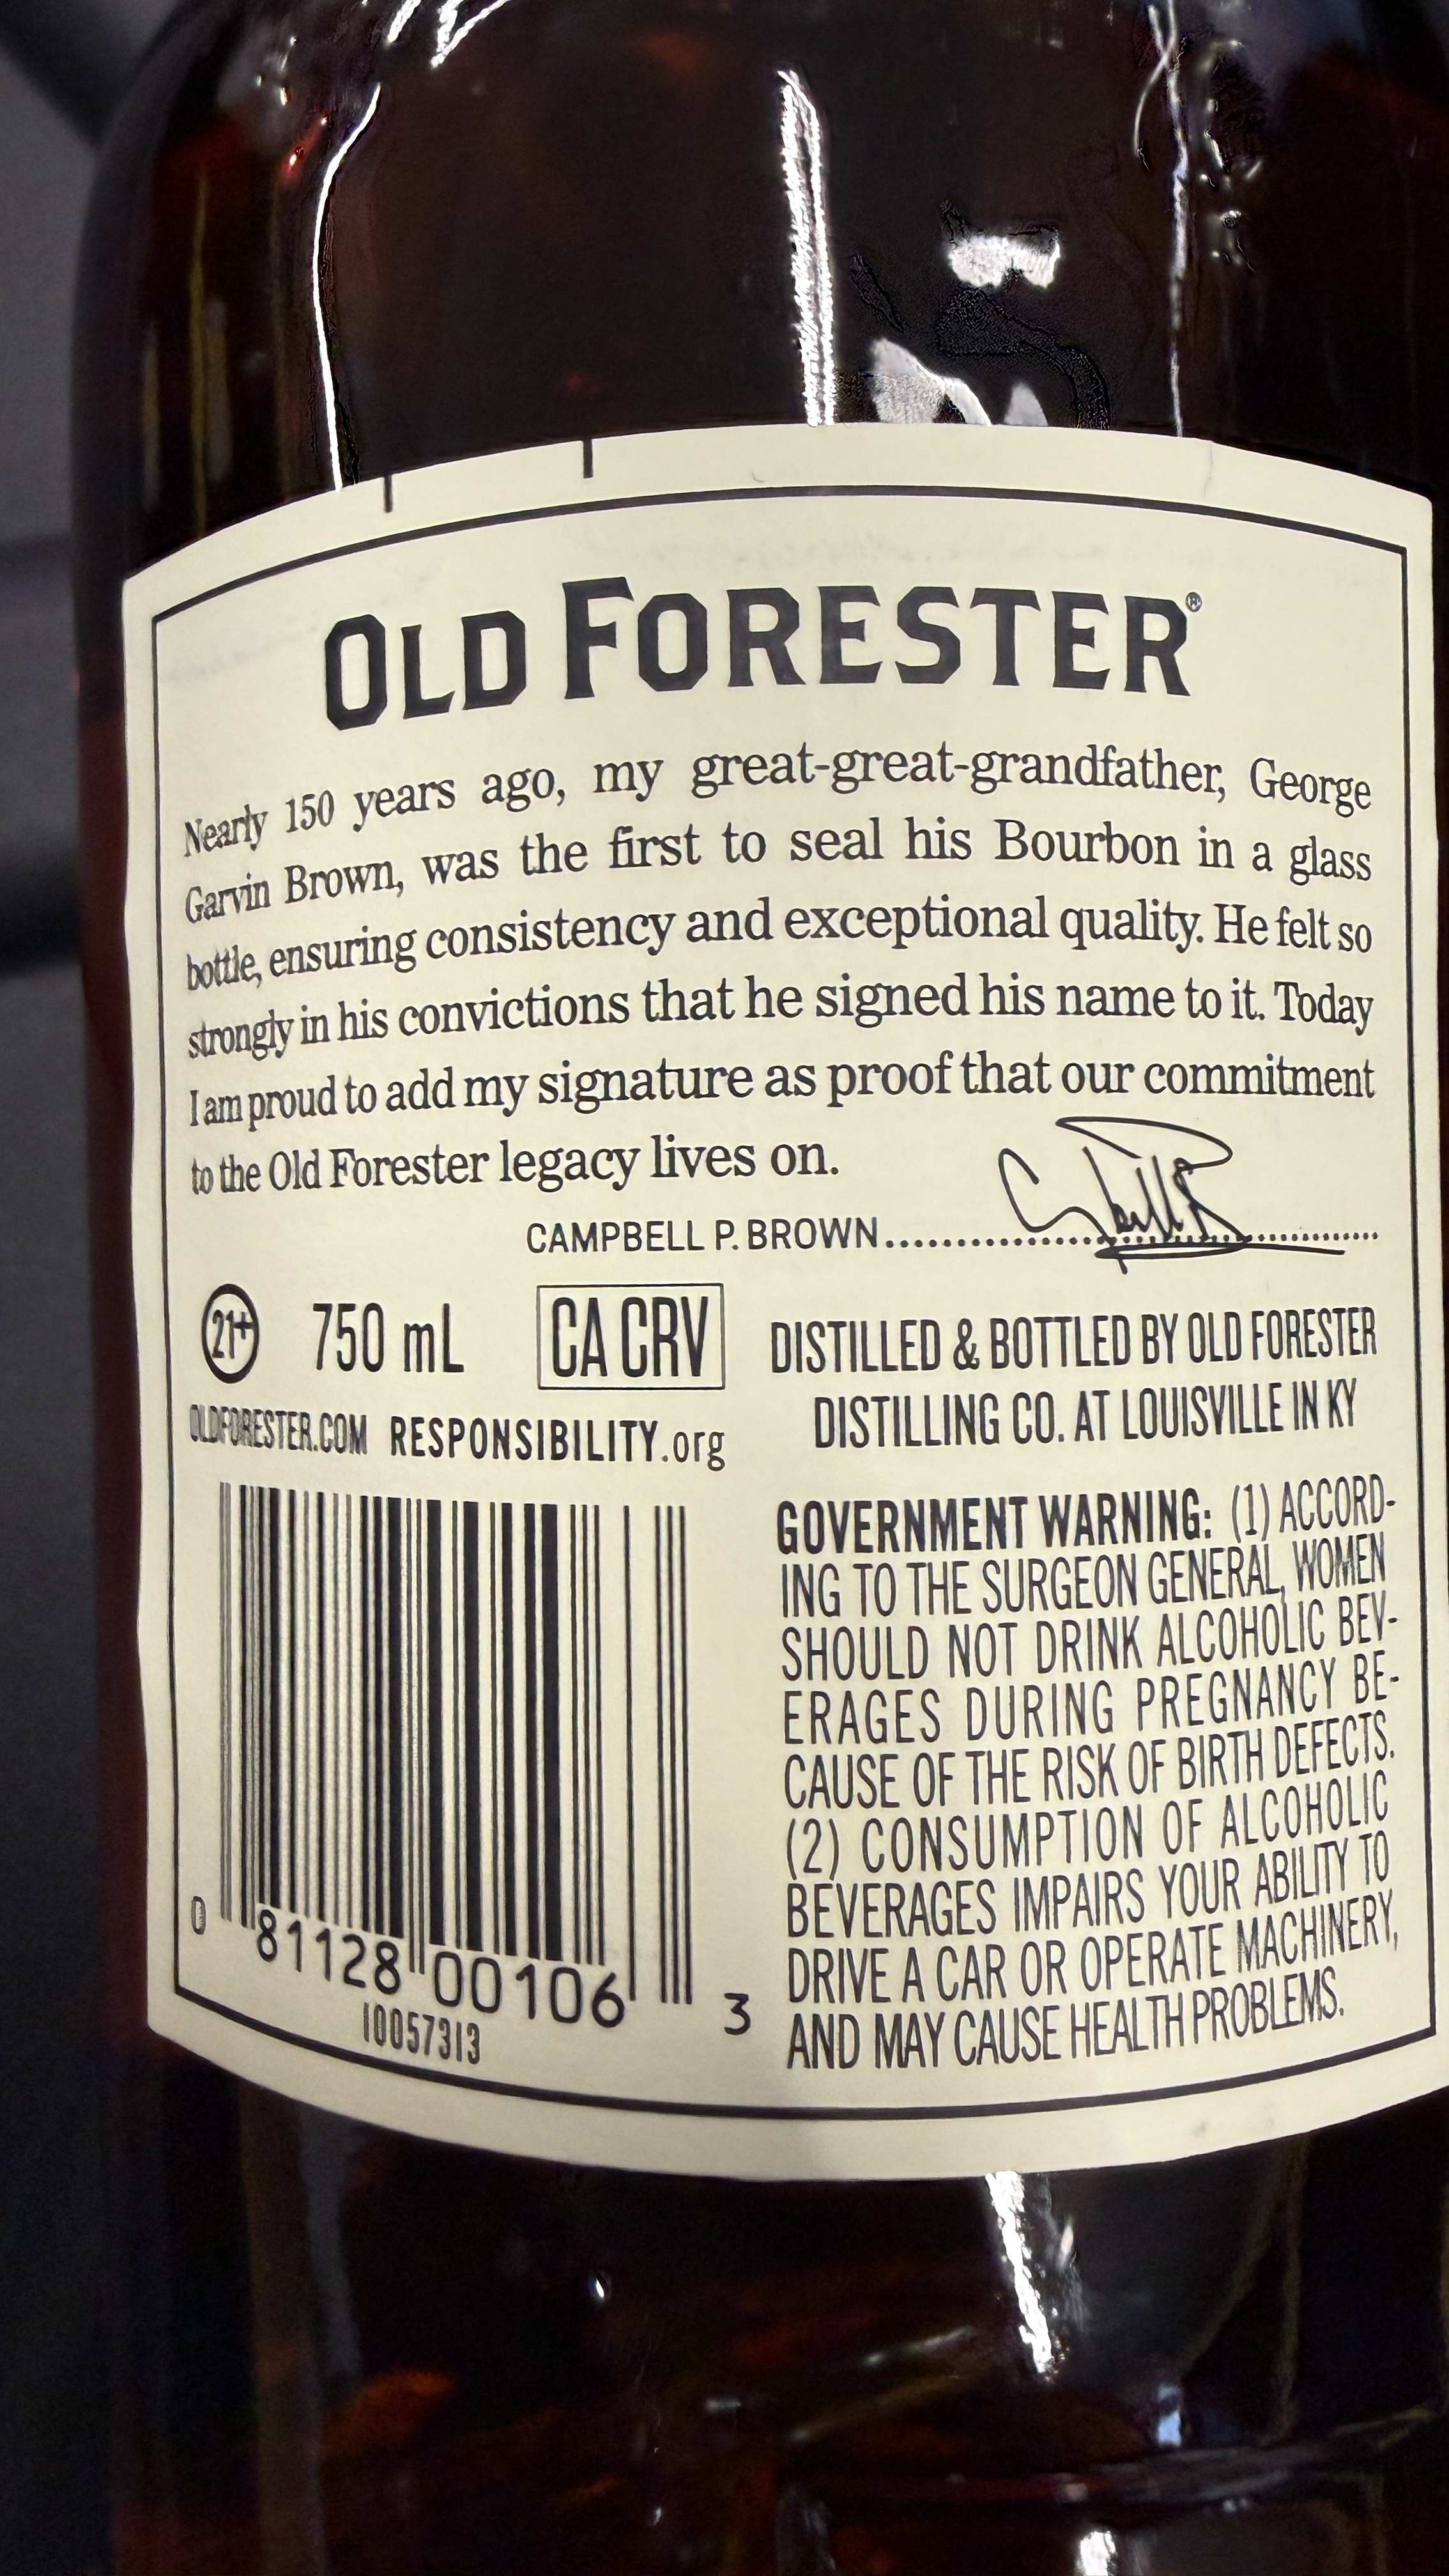 OLD FORESTER®
Nearly 150 years ago, my great-great-grandfather, George
Garvin Brown, was the first to seal his Bourbon in a glass
bottle, ensuring consistency and exceptional quality. He felt so
strongly in his convictions that he signed his name to it. Today
I am proud to add my signature as proof that our commitment
to the Old Forester legacy lives on.
CAMPBELL P. BROWN
21+ 750 mL CA CRV
OLDFORESTER.COM RESPONSIBILITY.org
DISTILLED & BOTTLED BY OLD FORESTER
DISTILLING CO. AT LOUISVILLE IN KY
0 81128 00106 3
10057313
GOVERNMENT WARNING: (1) ACCORD-
ING TO THE SURGEON GENERAL, WOMEN
SHOULD NOT DRINK ALCOHOLIC BEV-
ERAGES DURING PREGNANCY BE-
CAUSE OF THE RISK OF BIRTH DEFECTS.
(2) CONSUMPTION OF ALCOHOLIC
BEVERAGES IMPAIRS YOUR ABILITY TO
DRIVE A CAR OR OPERATE MACHINERY,
AND MAY CAUSE HEALTH PROBLEMS.